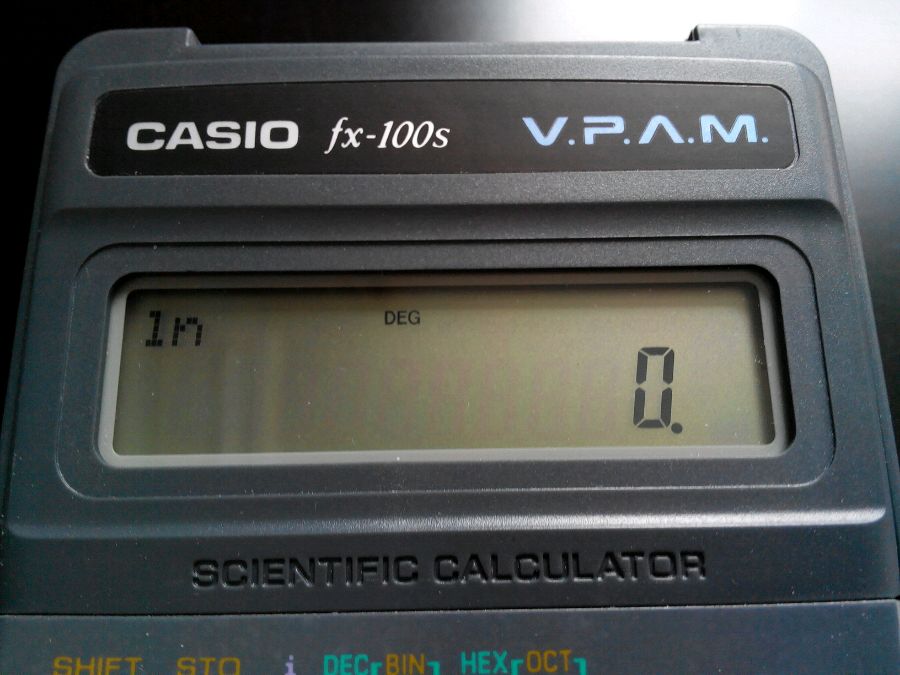 CASIO fx-100s V.P.A.M.
ln DEG
0.
SCIENTIFIC CALCULATOR
SHIFT STO i DEC[BIN] HEX[OCT]